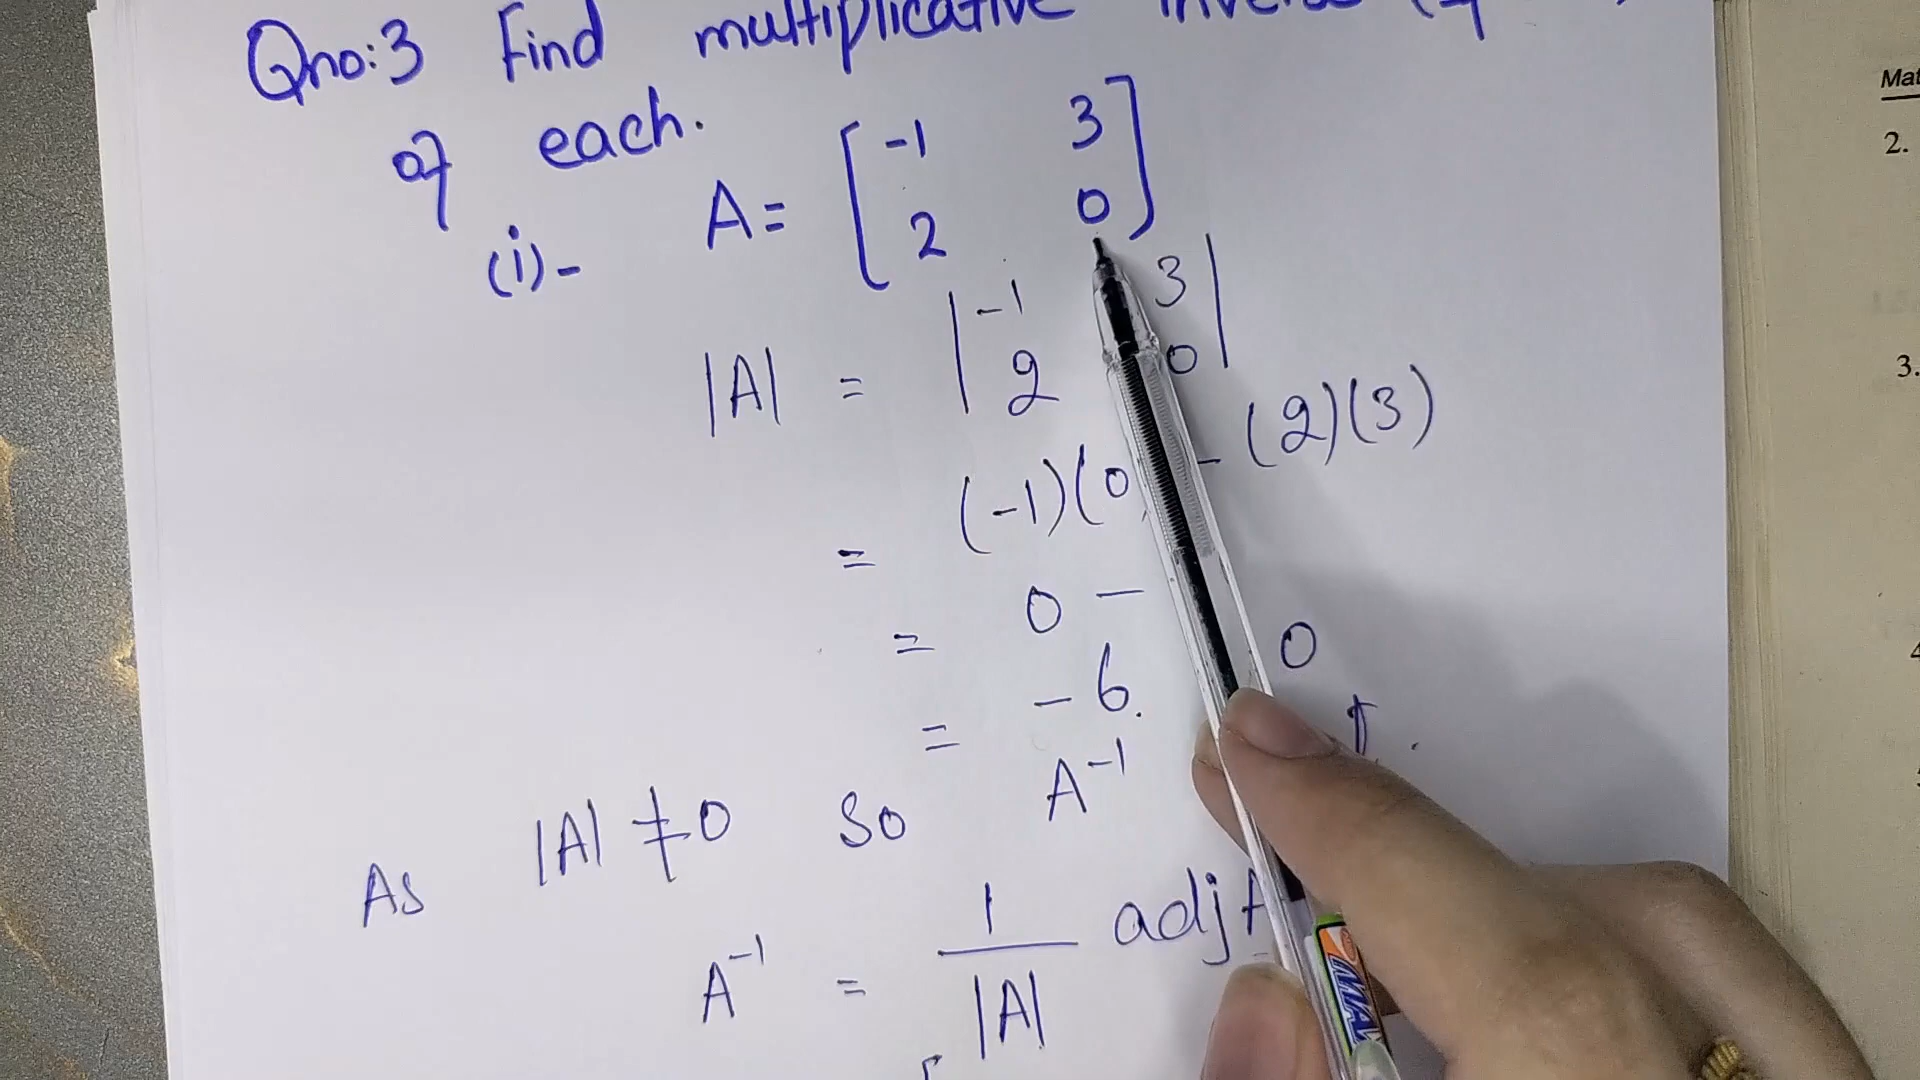 Qno:3 Find multiplicative
of each.
(i)- A = [ -1 3
2 0 ]
|A| = | -1 3
2 0 |
= (-1)(0 - (2)(3)
= 0 -
= - 6. 0
As |A| ≠ 0 So A⁻¹
A⁻¹ = 1 adj A
|A|
Mat
2.
3.